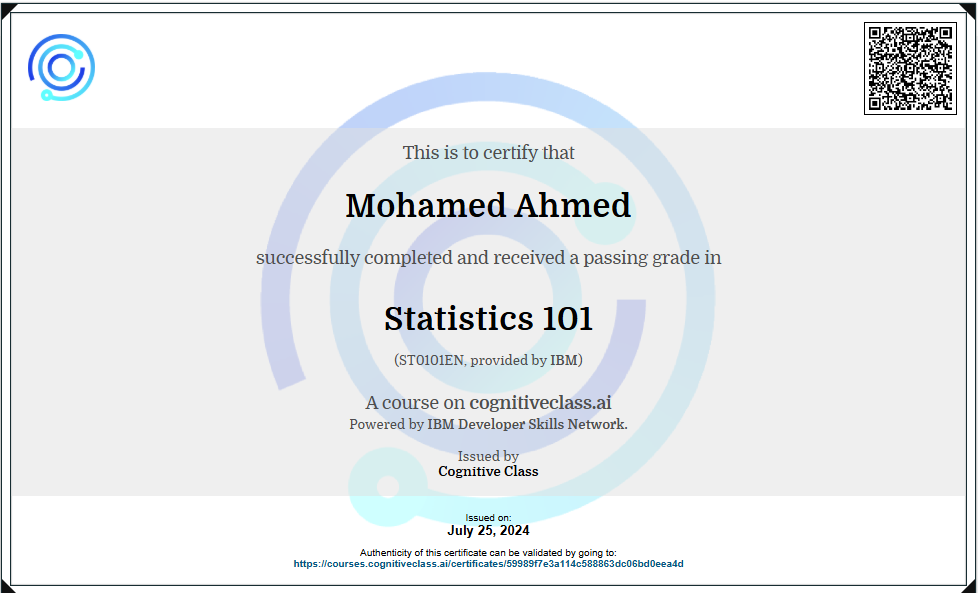 This is to certify that
Mohamed Ahmed
successfully completed and received a passing grade in
Statistics 101
(ST0101EN, provided by IBM)
A course on cognitiveclass.ai
Powered by IBM Developer Skills Network.
Issued by
Cognitive Class
Issued on:
July 25, 2024
Authenticity of this certificate can be validated by going to:
https://courses.cognitiveclass.ai/certificates/59989f7e3a114c588863dc06bd0eea4d